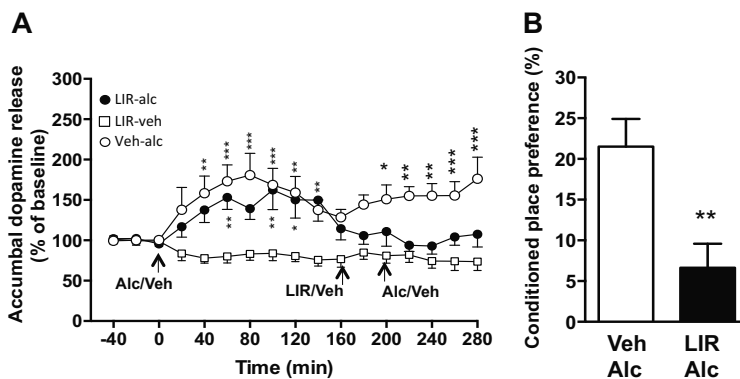 A
Accumbal dopamine release
(% of baseline)
300
250
200
150
100
50
0
LIR-alc
LIR-veh
Veh-alc
** *** *** *** ** **
** ** *
* ** ** *** ***
Alc/Veh
LIR/Veh
Alc/Veh
-40 0 40 80 120 160 200 240 280
Time (min)
B
Conditioned place preference (%)
30
25
20
15
10
5
0
**
Veh LIR
Alc Alc